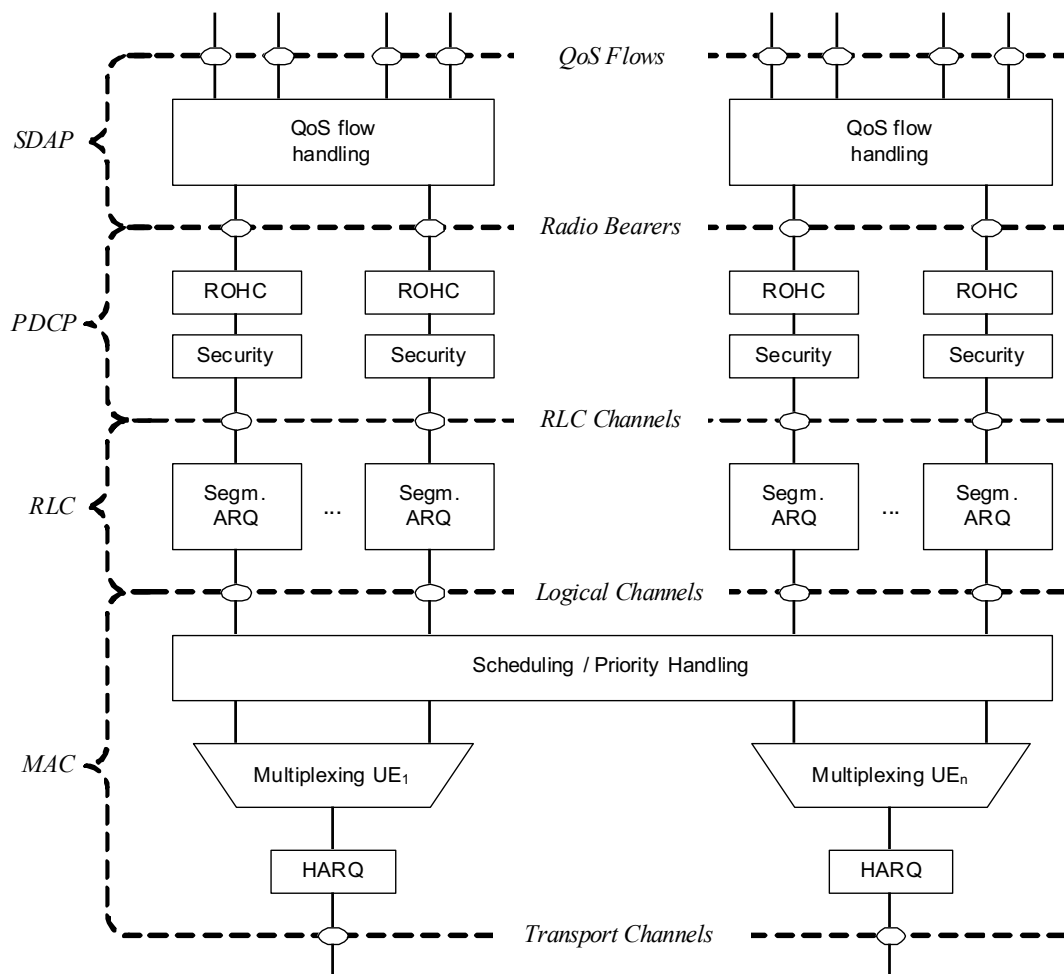 QoS Flows
QoS flow
handling
QoS flow
handling
SDAP
Radio Bearers
ROHC
ROHC
ROHC
ROHC
PDCP
Security
Security
Security
Security
RLC Channels
Segm.
ARQ
...
Segm.
ARQ
Segm.
ARQ
...
Segm.
ARQ
RLC
Logical Channels
Scheduling / Priority Handling
MAC
Multiplexing UE1
Multiplexing UEn
HARQ
HARQ
Transport Channels